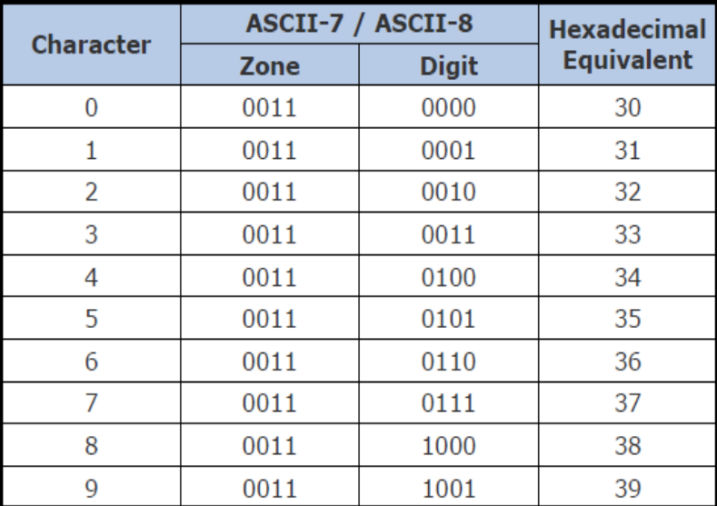 Character ASCII-7 / ASCII-8 Hexadecimal Equivalent
Zone Digit
0 0011 0000 30
1 0011 0001 31
2 0011 0010 32
3 0011 0011 33
4 0011 0100 34
5 0011 0101 35
6 0011 0110 36
7 0011 0111 37
8 0011 1000 38
9 0011 1001 39